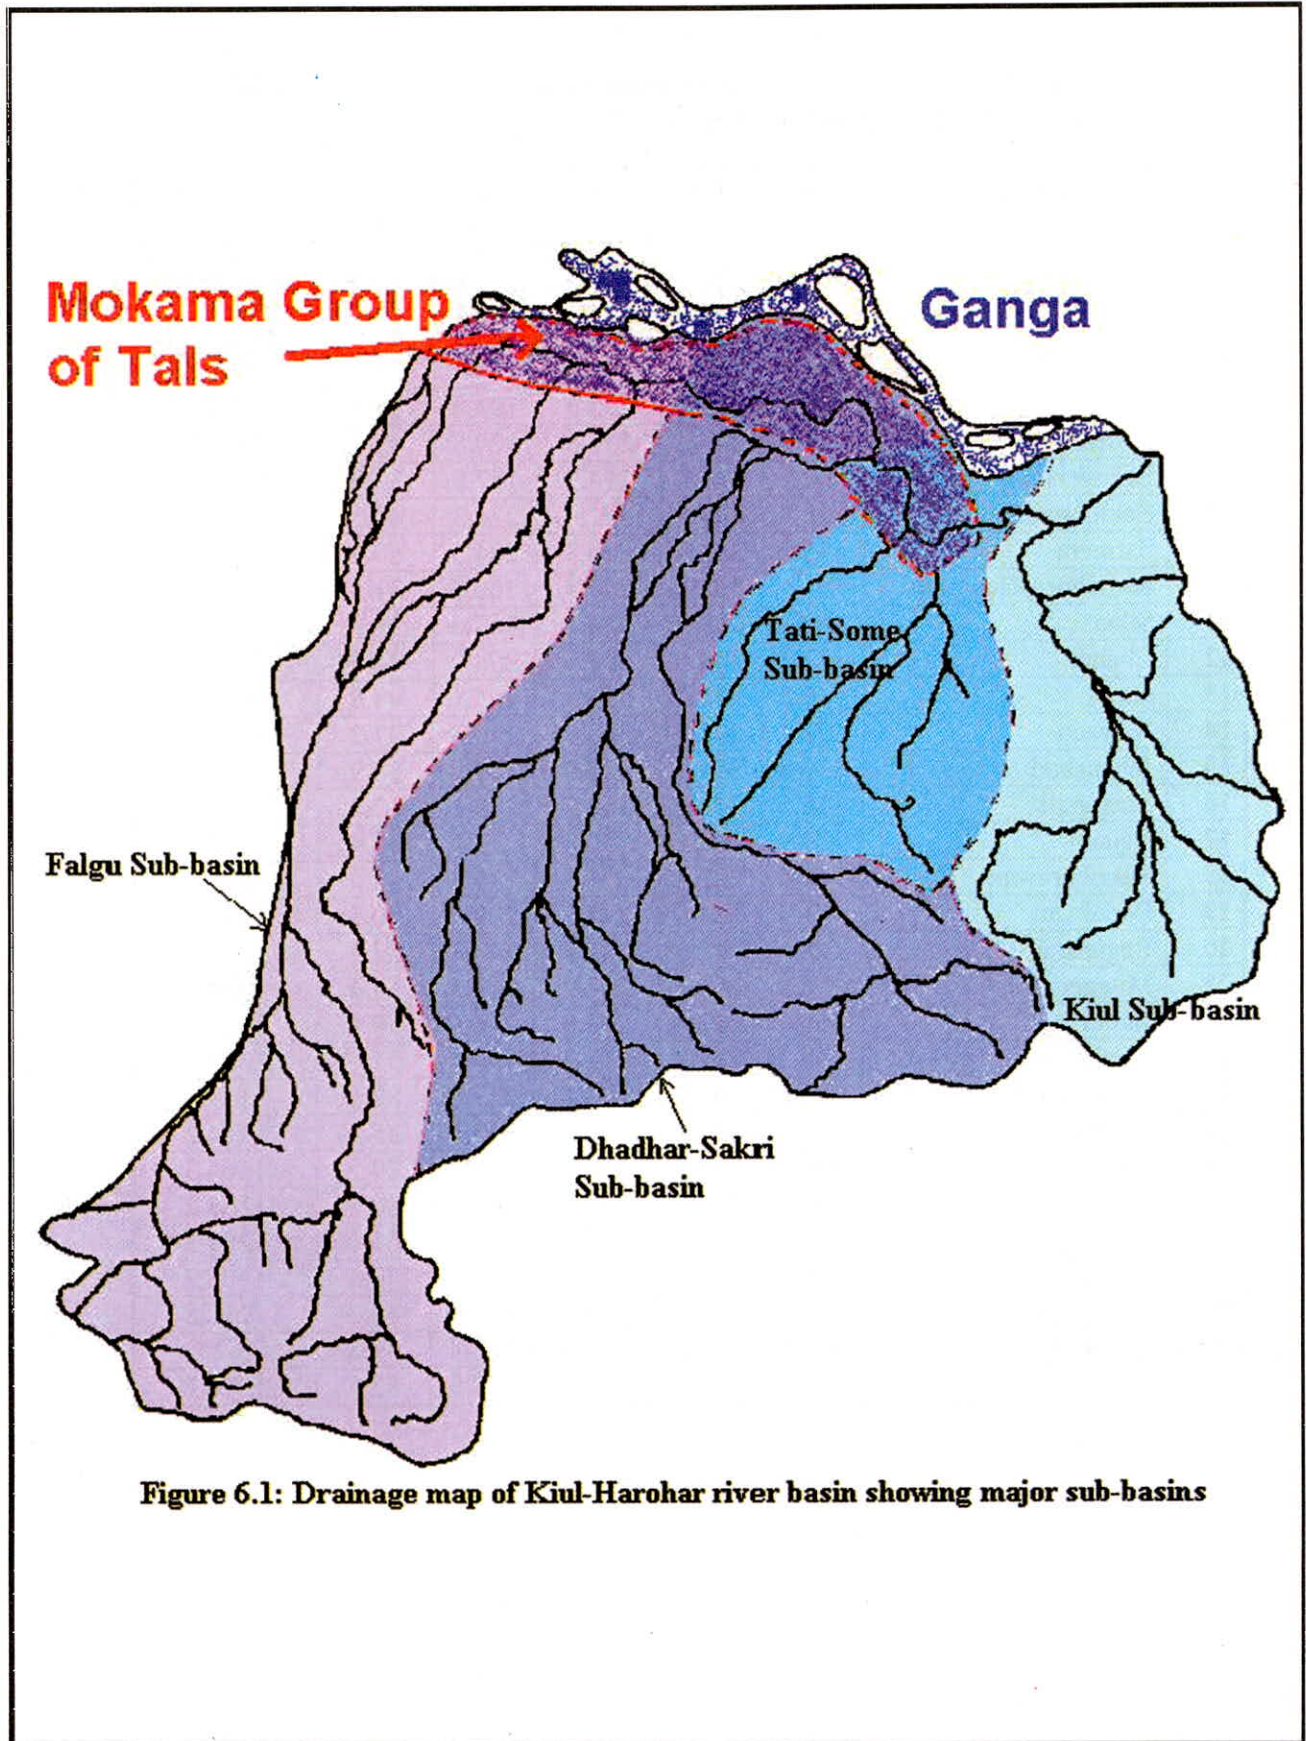 Mokama Group
of Tals
Ganga
Tati-Some
Sub-basin
Falgu Sub-basin
Kiul Sub-basin
Dhadhar-Sakri
Sub-basin
Figure 6.1: Drainage map of Kiul-Harohar river basin showing major sub-basins